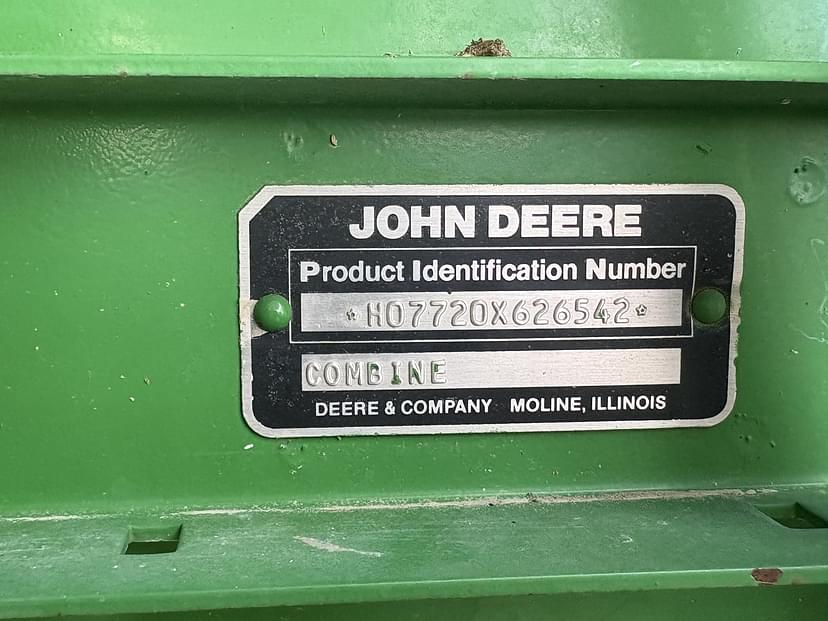 JOHN DEERE
Product Identification Number
*H07720X626542*
COMBINE
DEERE & COMPANY MOLINE, ILLINOIS